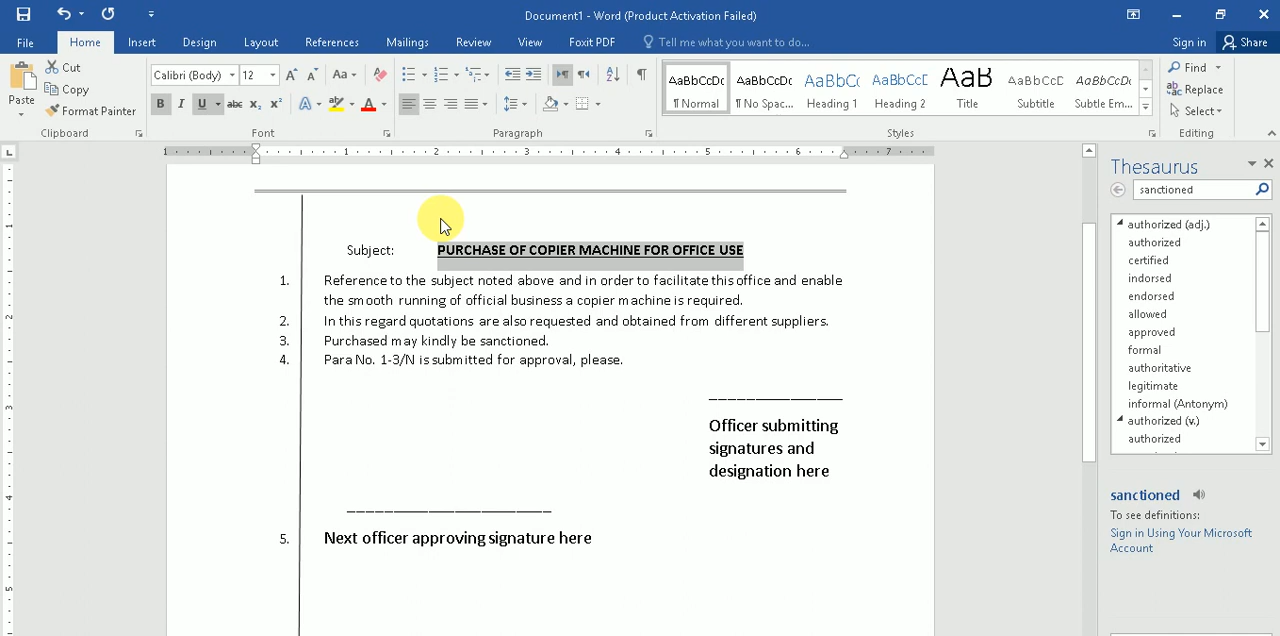 Document1 - Word (Product Activation Failed)
File Home Insert Design Layout References Mailings Review View Foxit PDF Tell me what you want to do... Sign in Share
Paste Cut Copy Format Painter
Calibri (Body) 12
AaBbCcDc ¶ Normal
AaBbCcDc ¶ No Spac...
AaBbCc Heading 1
AaBbCcD Heading 2
AaB Title
AaBbCcC Subtitle
AaBbCcDc Subtle Em...
Find
Replace
Select
Clipboard Font Paragraph Styles Editing
1 1 2 3 4 5 6 7
Subject: PURCHASE OF COPIER MACHINE FOR OFFICE USE
1. Reference to the subject noted above and in order to facilitate this office and enable
the smooth running of official business a copier machine is required.
2. In this regard quotations are also requested and obtained from different suppliers.
3. Purchased may kindly be sanctioned.
4. Para No. 1-3/N is submitted for approval, please.
Officer submitting
signatures and
designation here
5. Next officer approving signature here
Thesaurus
sanctioned
authorized (adj.)
authorized
certified
indorsed
endorsed
allowed
approved
formal
authoritative
legitimate
informal (Antonym)
authorized (v.)
authorized
sanctioned
To see definitions:
Sign in Using Your Microsoft
Account